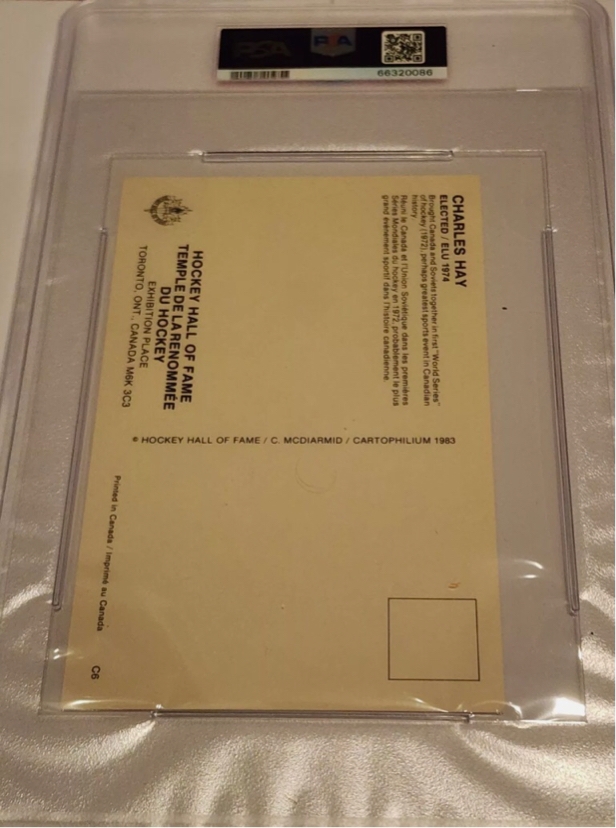 PSA
66320086
CHARLES HAY
ELECTED / ELU 1974
Brought Canada and Soviets together in first "World Series"
of hockey (1972), perhaps greatest sports event in Canadian
history.
Réuni le Canada et l'Union Soviétique dans les premières
Séries Mondiales du hockey en 1972, probablement le plus
grand événement sportif dans l'histoire canadienne.
HOCKEY HALL OF FAME
TEMPLE DE LA RENOMMÉE
DU HOCKEY
EXHIBITION PLACE
TORONTO, ONT., CANADA M6K 3C3
© HOCKEY HALL OF FAME / C. MCDIARMID / CARTOPHILIUM 1983
Printed in Canada / Imprimé au Canada
C6